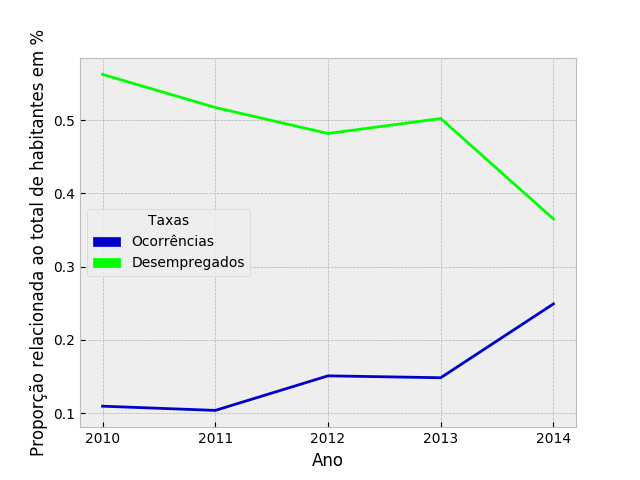 Proporção relacionada ao total de habitantes em %
0.5
0.4
0.3
0.2
0.1
Taxas
Ocorrências
Desempregados
2010 2011 2012 2013 2014
Ano